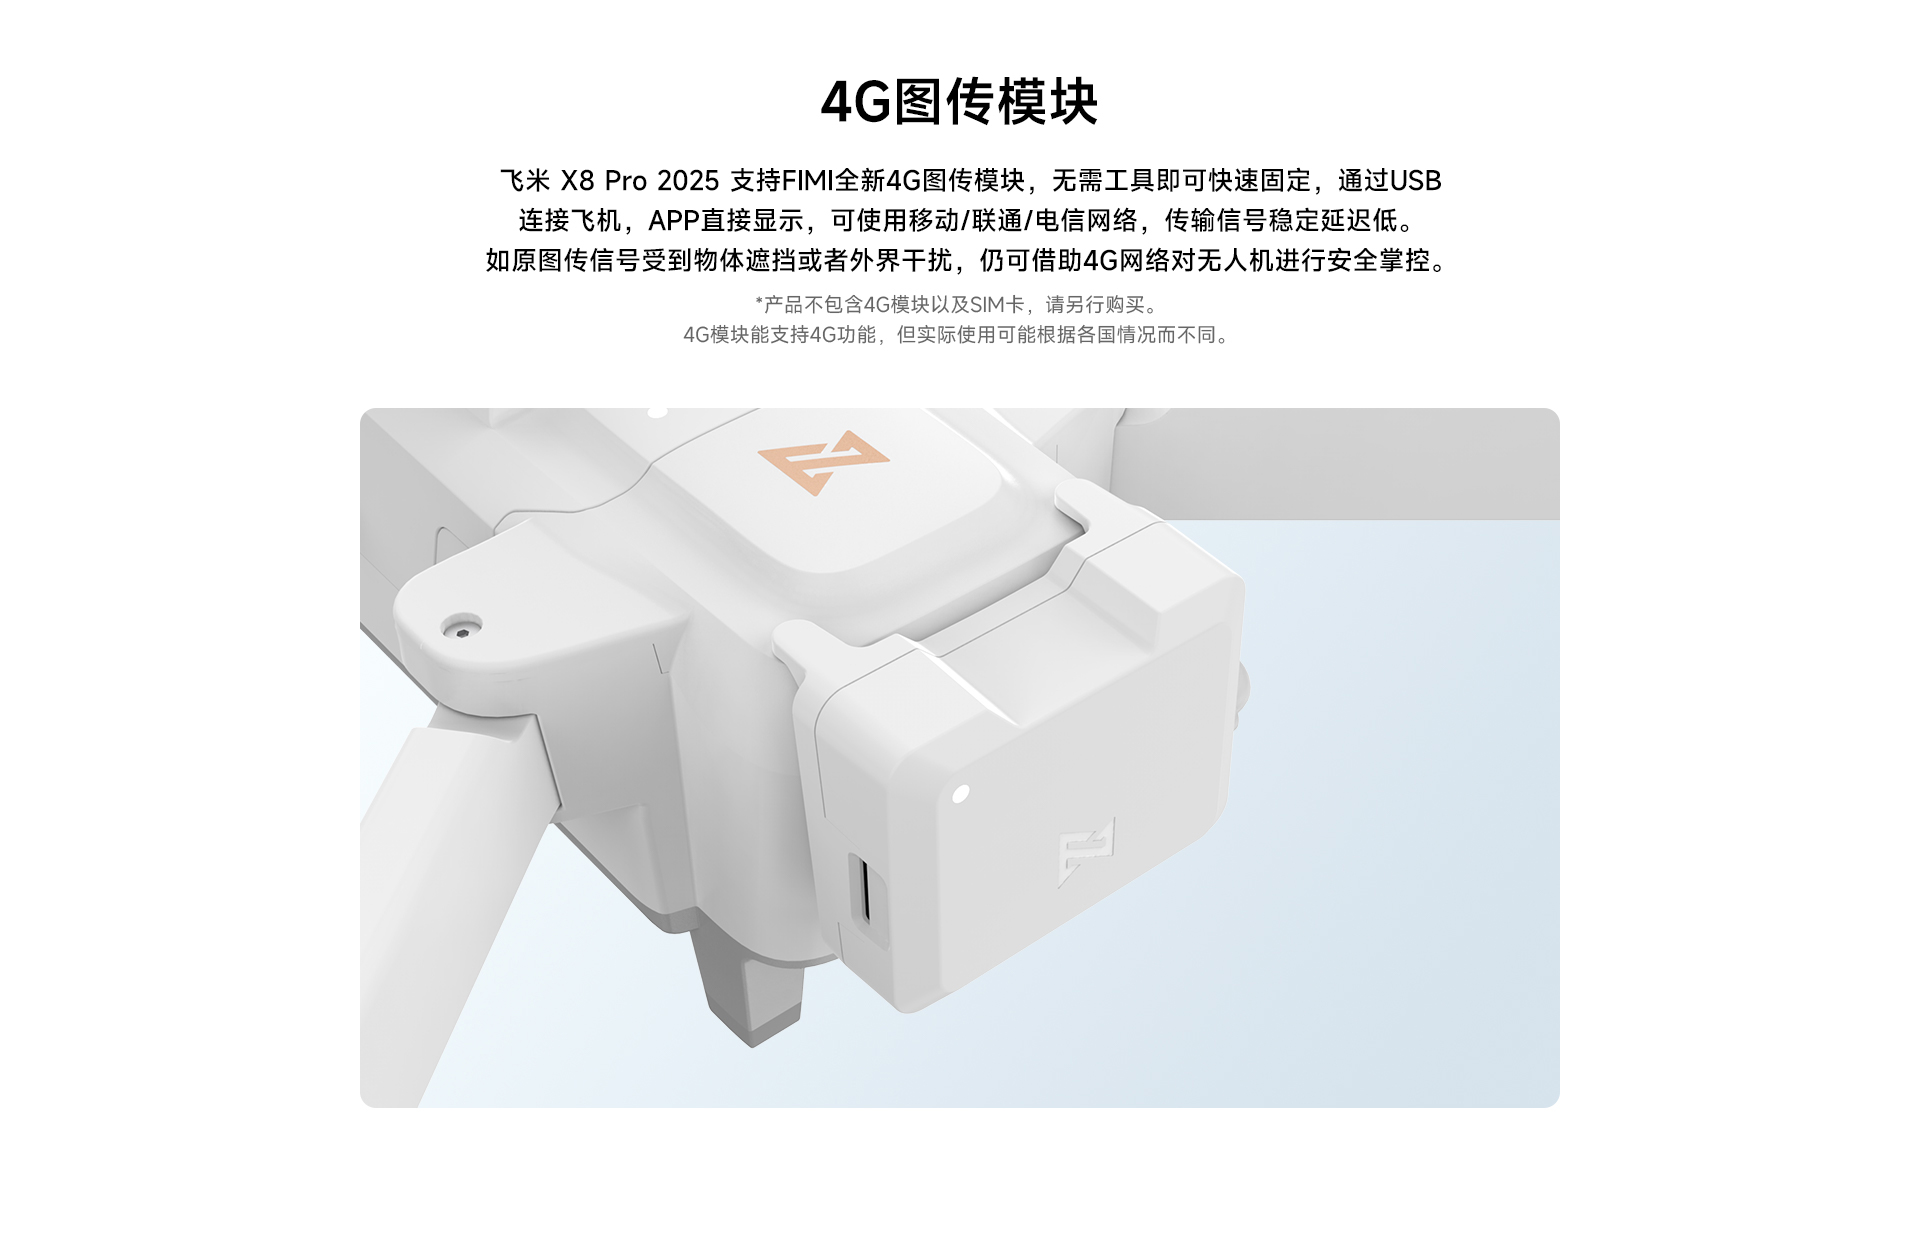 4G图传模块
飞米 X8 Pro 2025 支持FIMI全新4G图传模块，无需工具即可快速固定，通过USB
连接飞机，APP直接显示，可使用移动/联通/电信网络，传输信号稳定延迟低。
如原图传信号受到物体遮挡或者外界干扰，仍可借助4G网络对无人机进行安全掌控。
*产品不包含4G模块以及SIM卡，请另行购买。
4G模块能支持4G功能，但实际使用可能根据各国情况而不同。